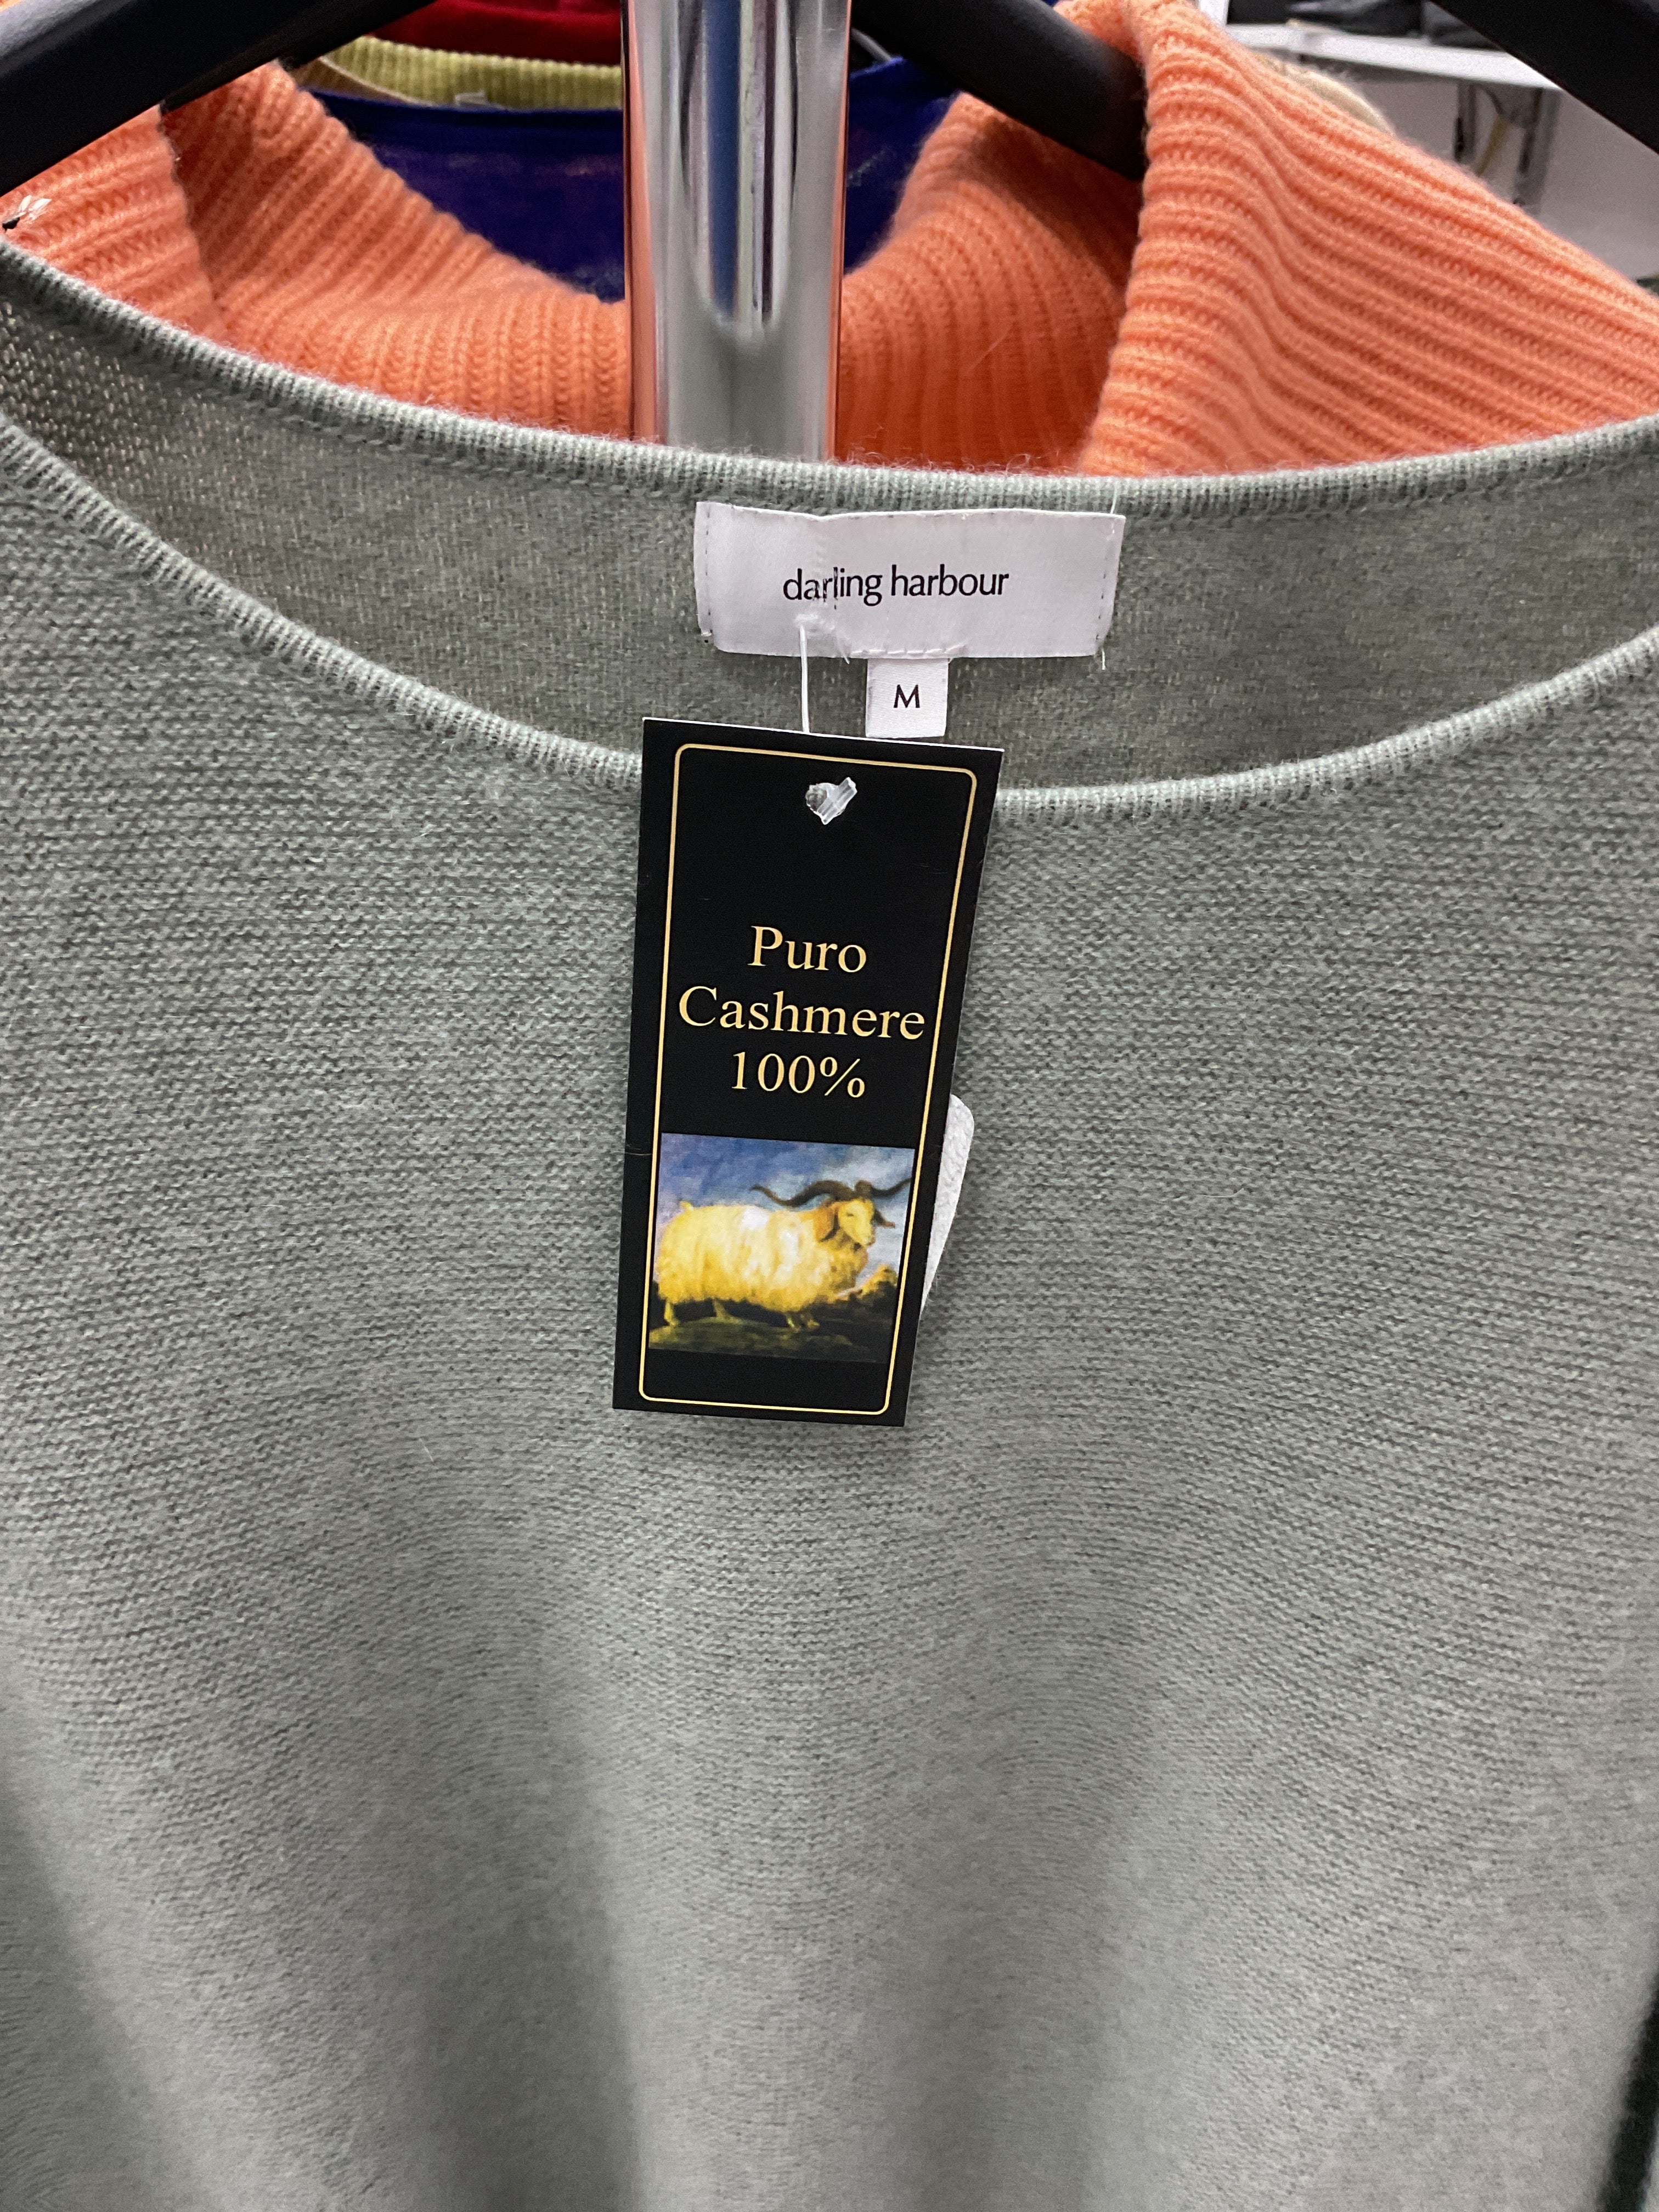 darling harbour
M
Puro
Cashmere
100%